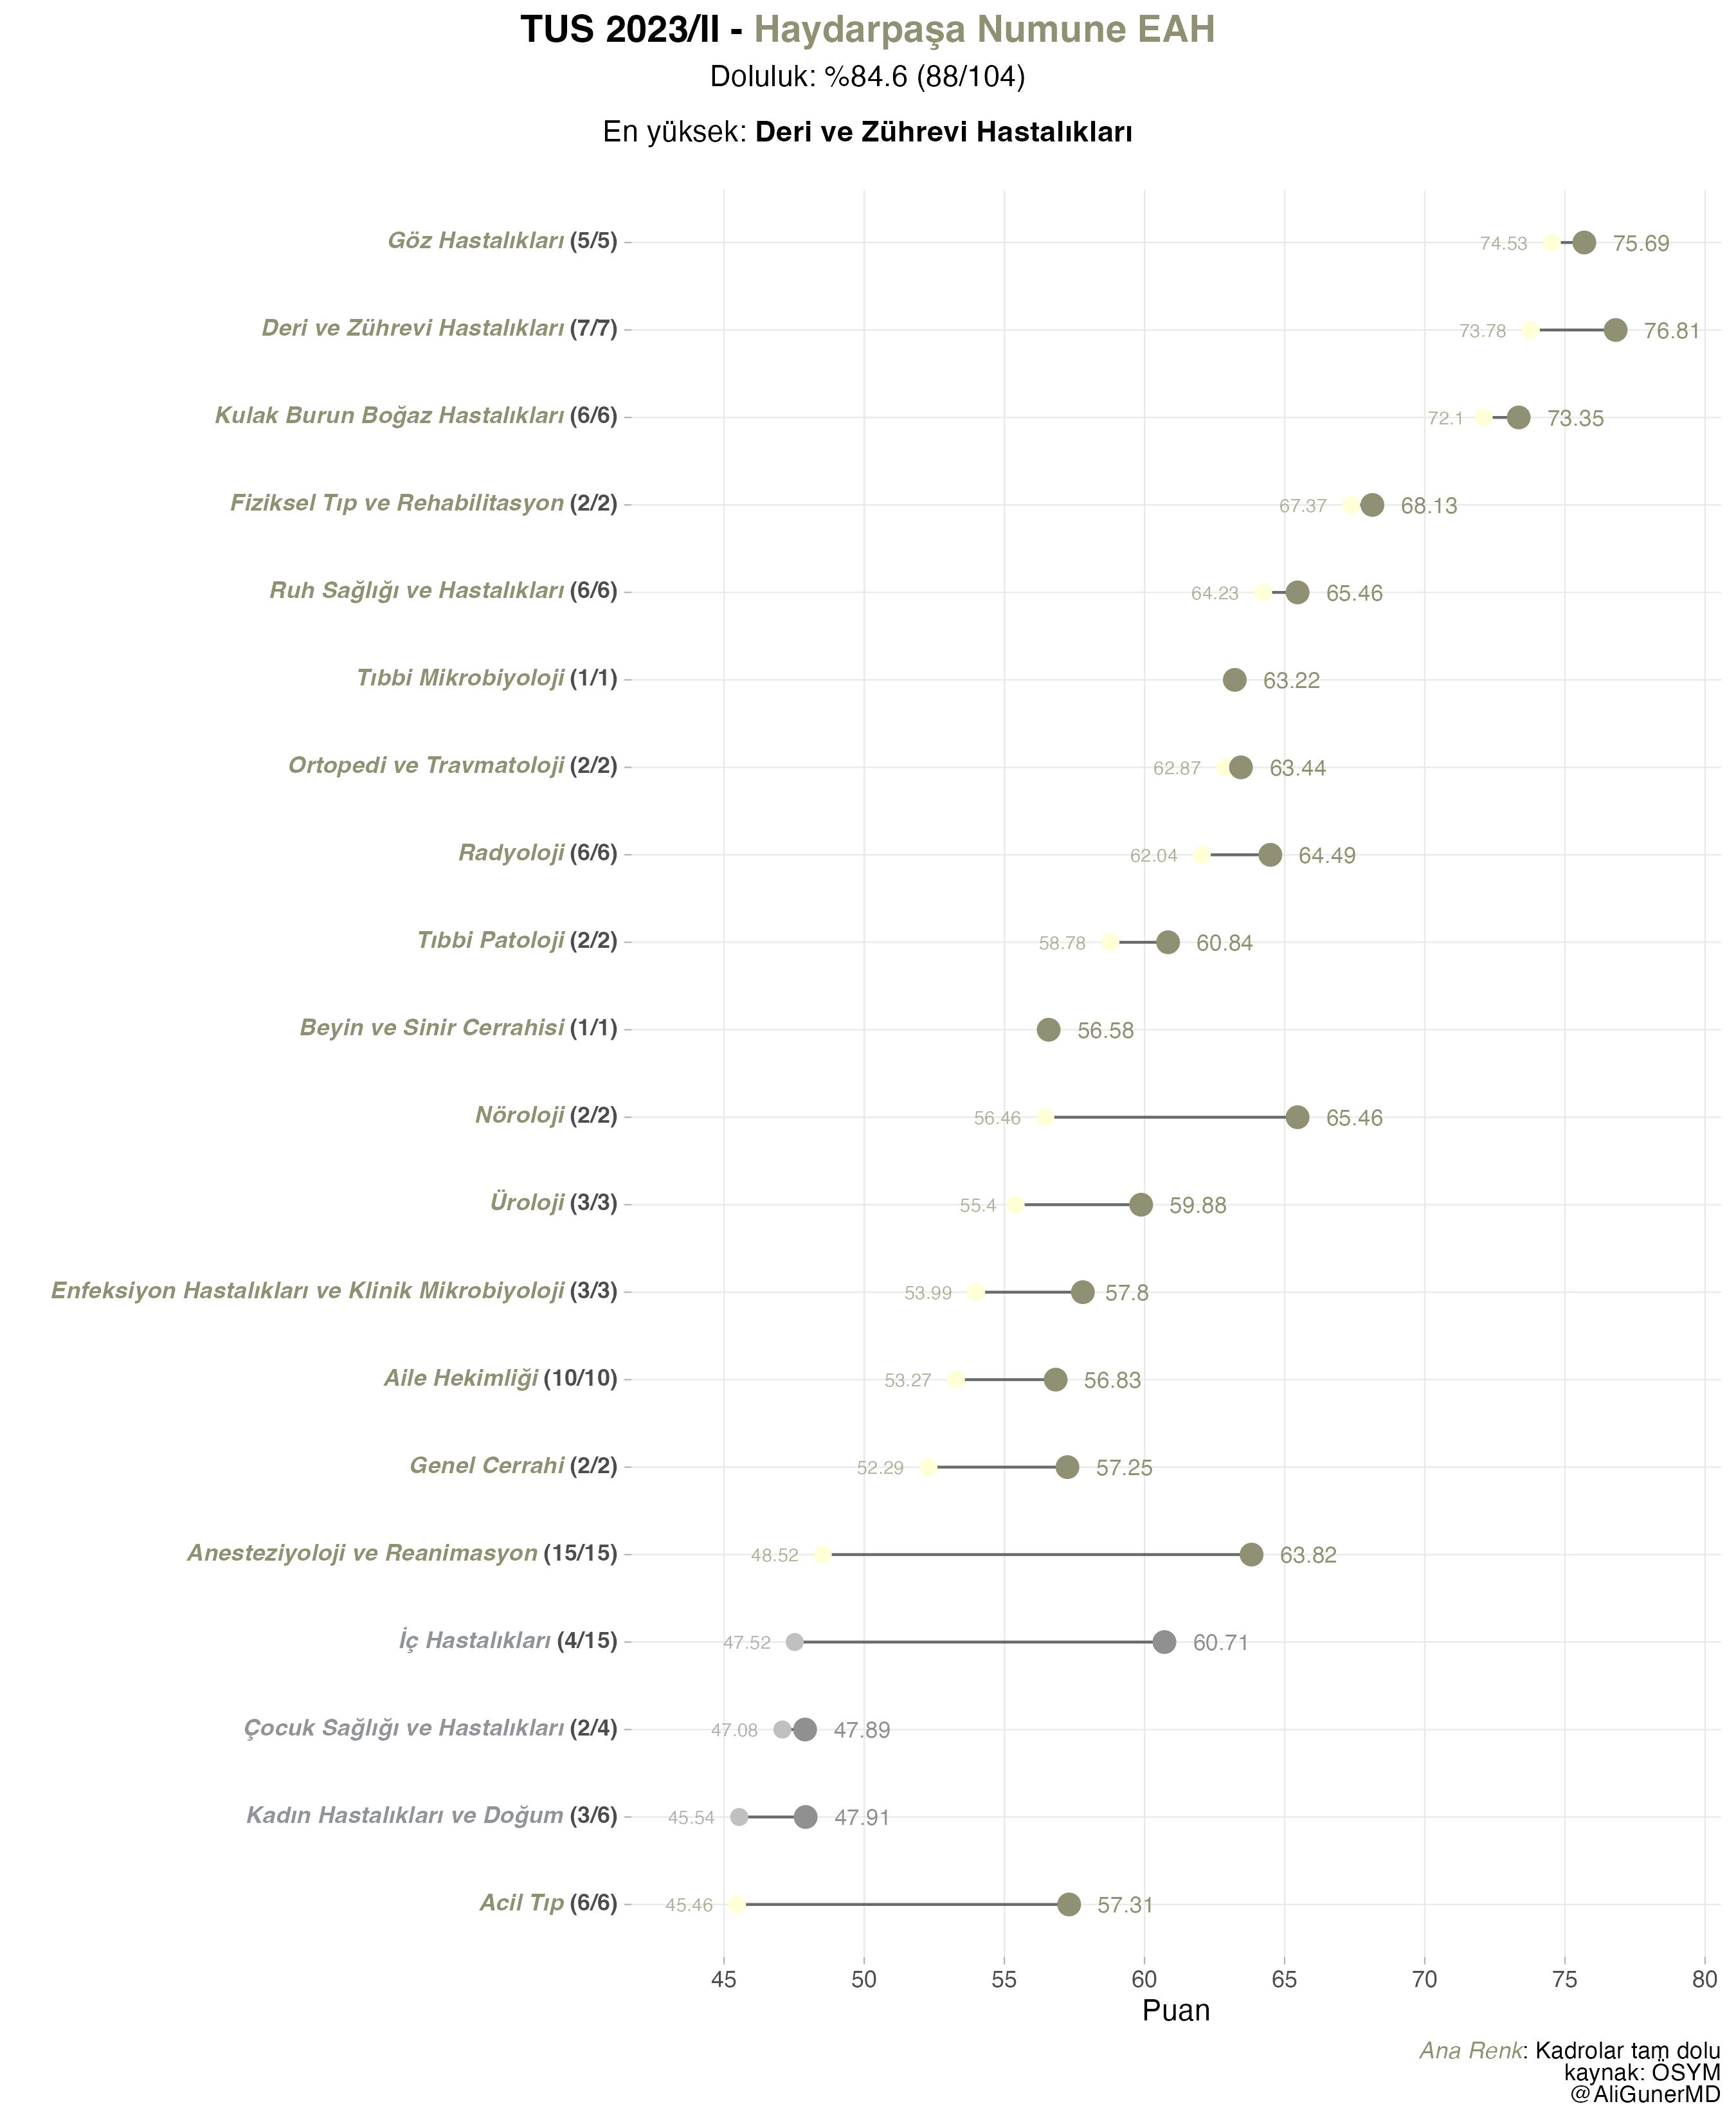 TUS 2023/II - Haydarpaşa Numune EAH
Doluluk: %84.6 (88/104)
En yüksek: Deri ve Zührevi Hastalıkları
Göz Hastalıkları (5/5) 74.53 75.69
Deri ve Zührevi Hastalıkları (7/7) 73.78 76.81
Kulak Burun Boğaz Hastalıkları (6/6) 72.1 73.35
Fiziksel Tıp ve Rehabilitasyon (2/2) 67.37 68.13
Ruh Sağlığı ve Hastalıkları (6/6) 64.23 65.46
Tıbbi Mikrobiyoloji (1/1) 63.22
Ortopedi ve Travmatoloji (2/2) 62.87 63.44
Radyoloji (6/6) 62.04 64.49
Tıbbi Patoloji (2/2) 58.78 60.84
Beyin ve Sinir Cerrahisi (1/1) 56.58
Nöroloji (2/2) 56.46 65.46
Üroloji (3/3) 55.4 59.88
Enfeksiyon Hastalıkları ve Klinik Mikrobiyoloji (3/3) 53.99 57.8
Aile Hekimliği (10/10) 53.27 56.83
Genel Cerrahi (2/2) 52.29 57.25
Anesteziyoloji ve Reanimasyon (15/15) 48.52 63.82
İç Hastalıkları (4/15) 47.52 60.71
Çocuk Sağlığı ve Hastalıkları (2/4) 47.08 47.89
Kadın Hastalıkları ve Doğum (3/6) 45.54 47.91
Acil Tıp (6/6) 45.46 57.31
45 50 55 60 65 70 75 80
Puan
Ana Renk: Kadrolar tam dolu
kaynak: ÖSYM
@AliGunerMD